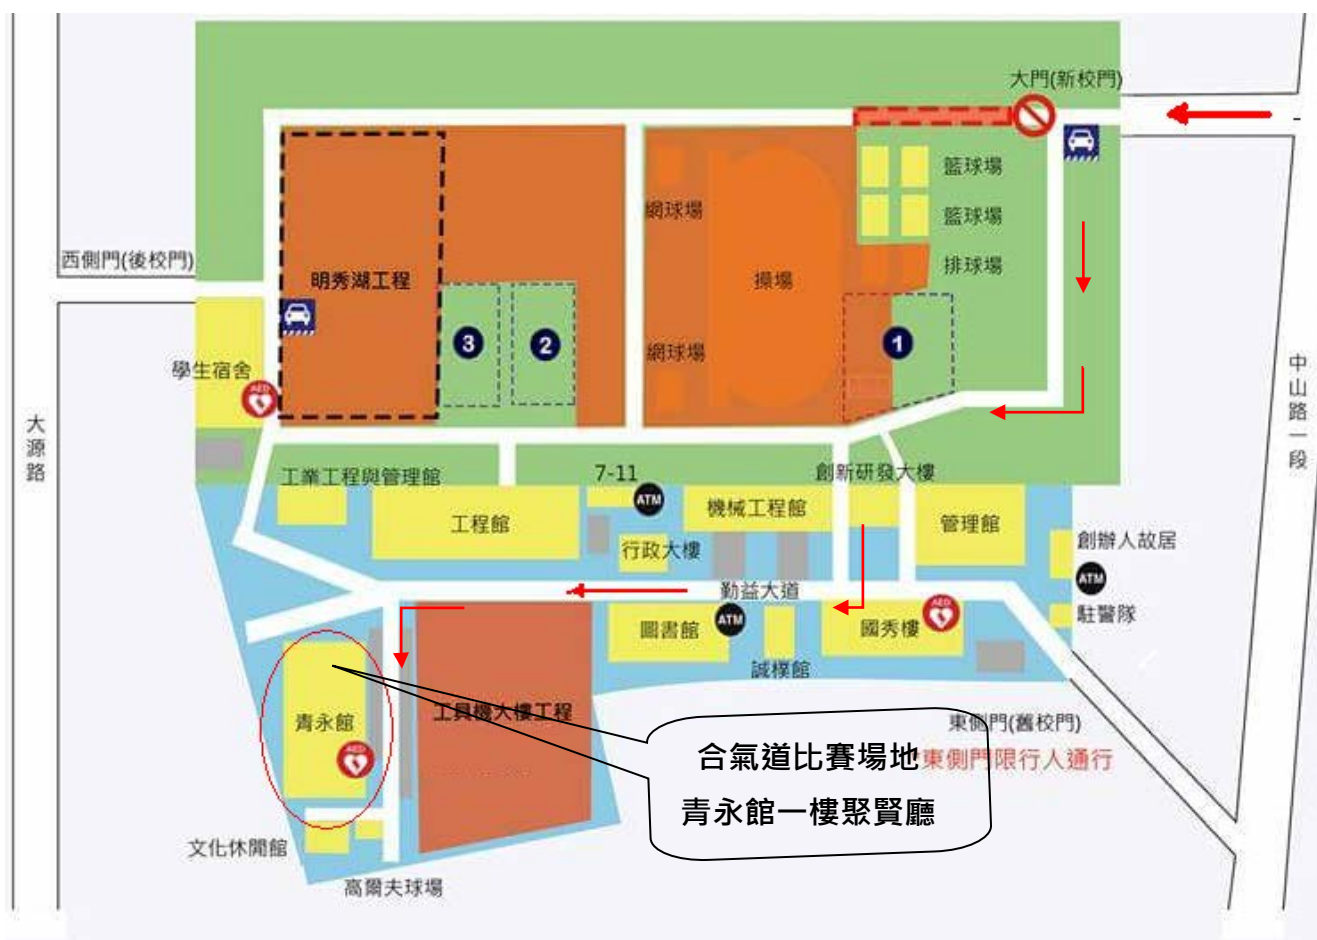 大門(新校門)
籃球場
籃球場
排球場
網球場
網球場
操場
西側門(後校門)
明秀湖工程
3
2
1
學生宿舍
AED
大源路
中山路一段
工業工程與管理館
7-11
創新研發大樓
ATM
工程館
機械工程館
管理館
行政大樓
創辦人故居
ATM
勤益大道
駐警隊
圖書館
ATM
國秀樓
AED
誠樸館
青永館
AED
工具機大樓工程
東側門(舊校門)
東側門限行人通行
合氣道比賽場地
青永館一樓聚賢廳
文化休閒館
高爾夫球場